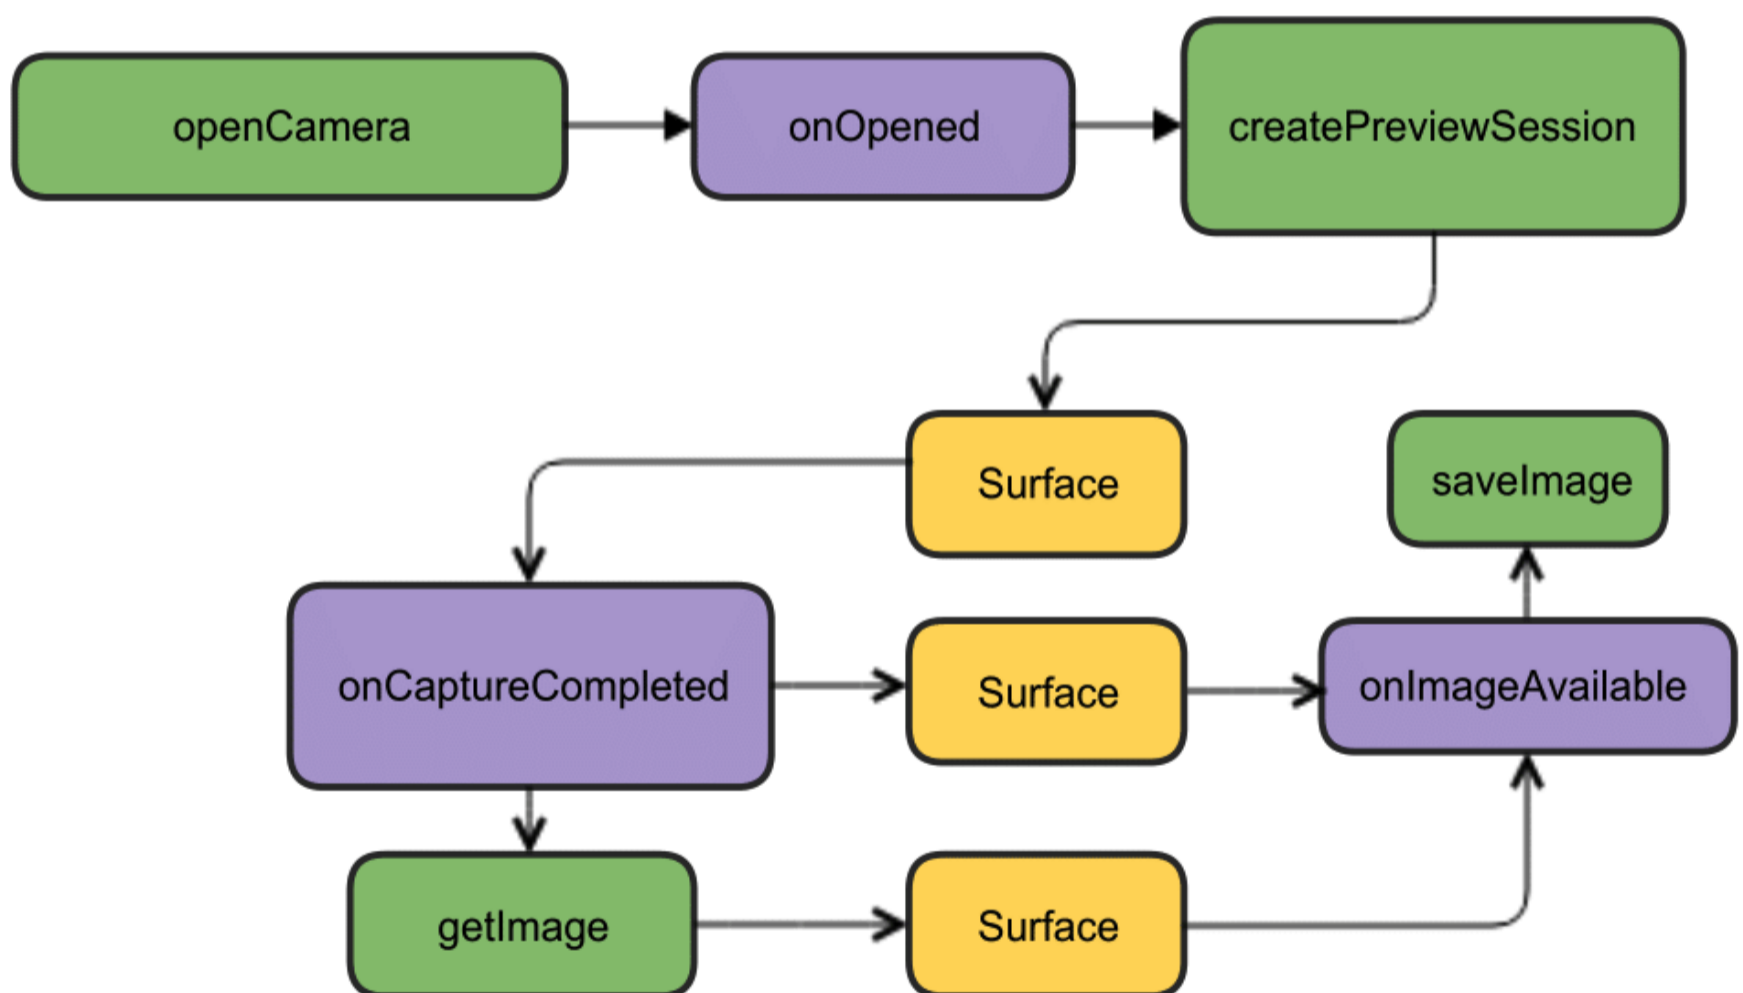 openCamera
onOpened
createPreviewSession
Surface
saveImage
onCaptureCompleted
Surface
onImageAvailable
getImage
Surface